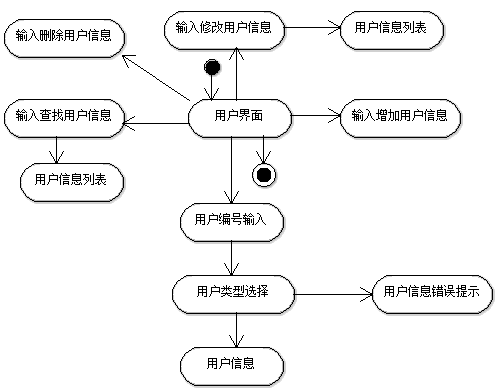 输入删除用户信息
输入修改用户信息
用户信息列表
输入查找用户信息
用户界面
输入增加用户信息
用户信息列表
用户编号输入
用户类型选择
用户信息错误提示
用户信息